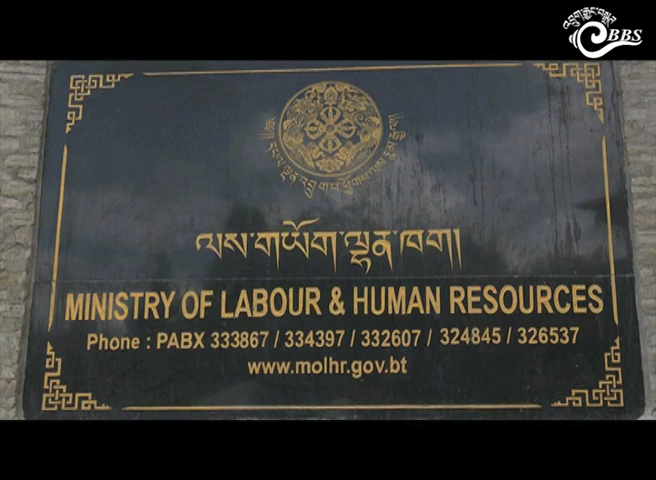 BBS
ལས་གཡོག་ལྷན་ཁག།
MINISTRY OF LABOUR & HUMAN RESOURCES
Phone : PABX 333867 / 334397 / 332607 / 324845 / 326537
www.molhr.gov.bt